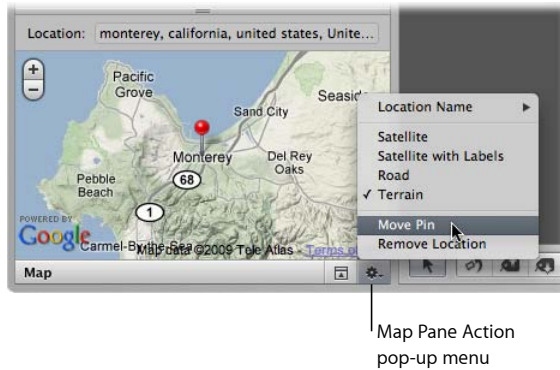 Location: monterey, california, united states, Unite...
Pacific
Grove
Sand City
Seasid
Monterey
Del Rey
Oaks
Pebble
Beach
68
1
POWERED BY
Google
Carmel-By-the-Sea
Map data ©2009 Tele Atlas - Terms of
Map
Location Name
Satellite
Satellite with Labels
Road
✓ Terrain
Move Pin
Remove Location
Map Pane Action
pop-up menu